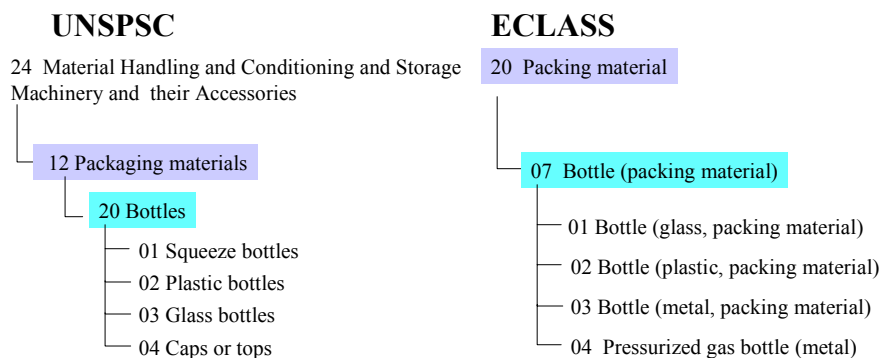 UNSPSC
24 Material Handling and Conditioning and Storage
Machinery and their Accessories
12 Packaging materials
20 Bottles
01 Squeeze bottles
02 Plastic bottles
03 Glass bottles
04 Caps or tops
ECLASS
20 Packing material
07 Bottle (packing material)
01 Bottle (glass, packing material)
02 Bottle (plastic, packing material)
03 Bottle (metal, packing material)
04 Pressurized gas bottle (metal)